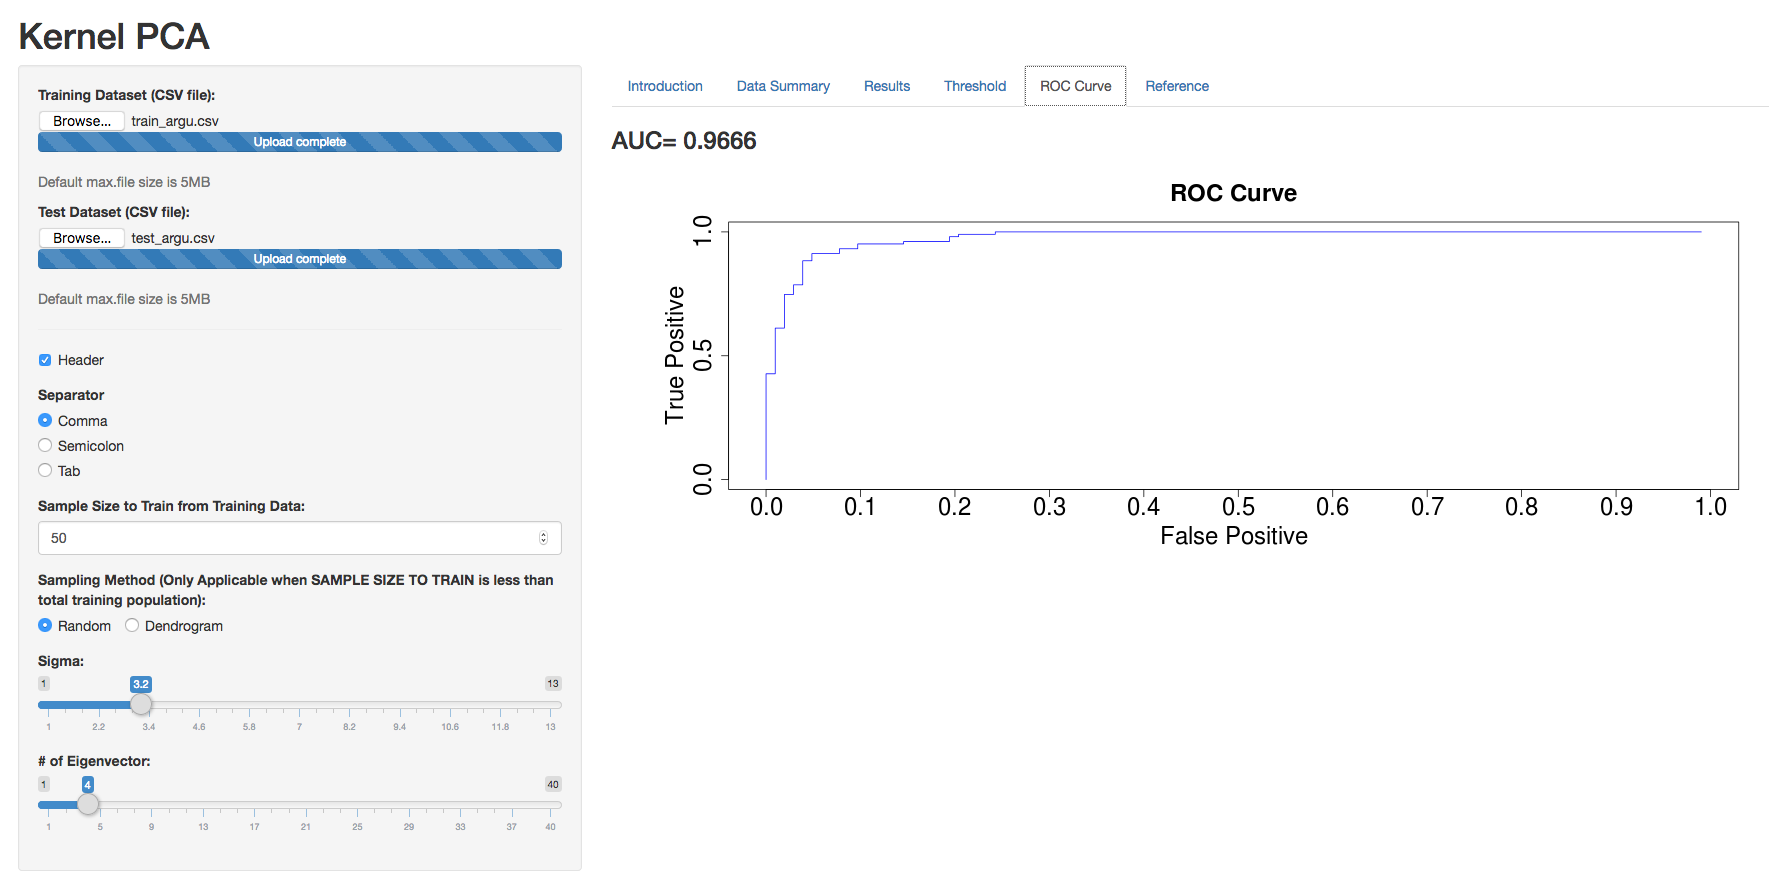 Kernel PCA
Training Dataset (CSV file):
Browse... train_argu.csv
Upload complete
Default max.file size is 5MB
Test Dataset (CSV file):
Browse... test_argu.csv
Upload complete
Default max.file size is 5MB
Header
Separator
Comma
Semicolon
Tab
Sample Size to Train from Training Data:
50
Sampling Method (Only Applicable when SAMPLE SIZE TO TRAIN is less than
total training population):
Random Dendrogram
Sigma:
1 3.2 13
1 2.2 3.4 4.6 5.8 7 8.2 9.4 10.6 11.8 13
# of Eigenvector:
1 4 40
1 5 9 13 17 21 25 29 33 37 40
Introduction Data Summary Results Threshold ROC Curve Reference
AUC= 0.9666
ROC Curve
True Positive
1.0
0.5
0.0
0.0 0.1 0.2 0.3 0.4 0.5 0.6 0.7 0.8 0.9 1.0
False Positive